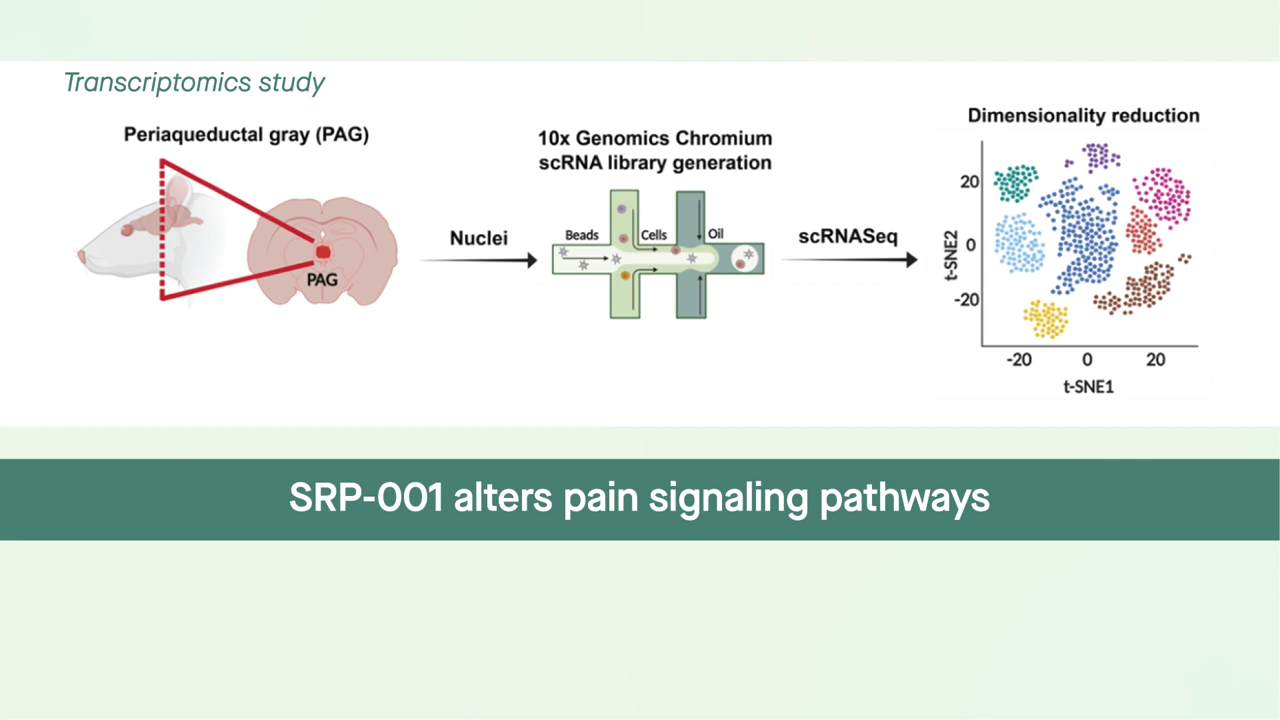 Transcriptomics study
Periaqueductal gray (PAG)
PAG
Nuclei
10x Genomics Chromium
scRNA library generation
Beads
Cells
Oil
scRNASeq
Dimensionality reduction
t-SNE2
20
0
-20
-20
0
20
t-SNE1
SRP-001 alters pain signaling pathways